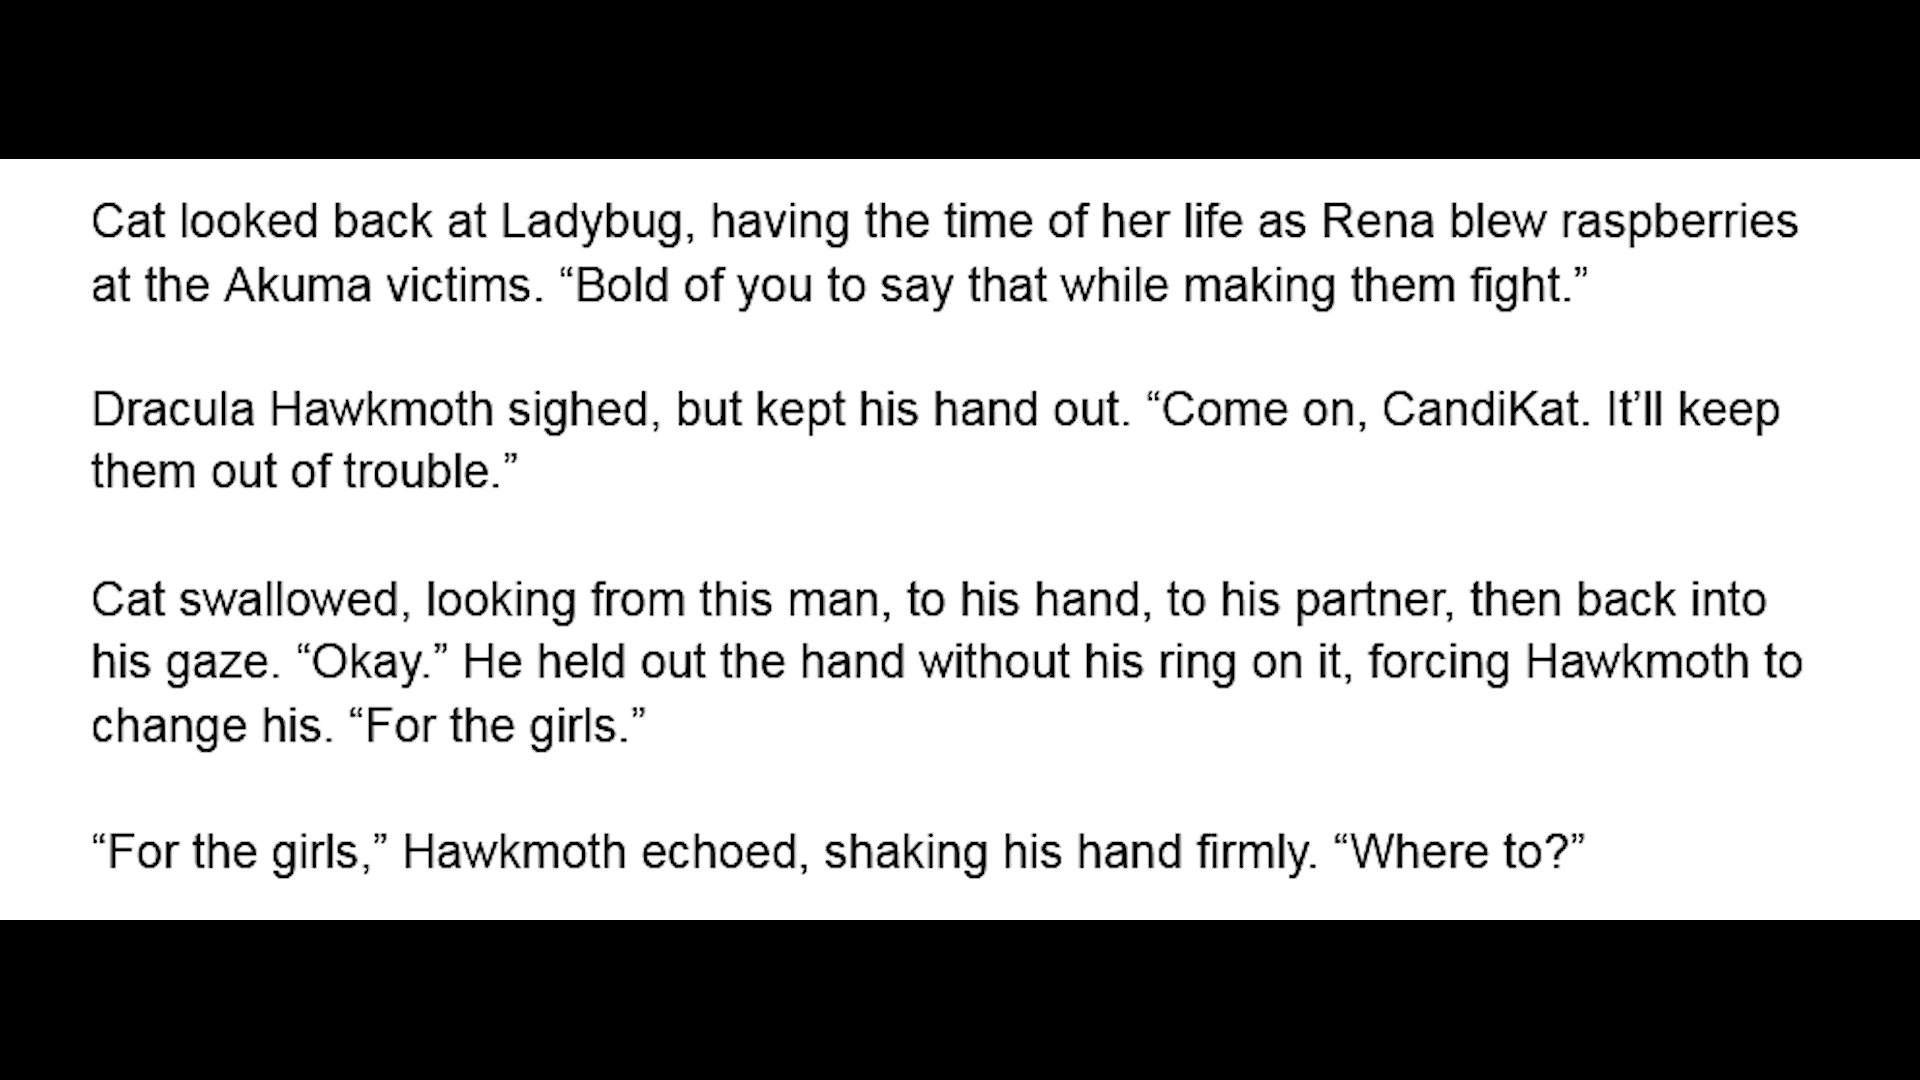 Cat looked back at Ladybug, having the time of her life as Rena blew raspberries
at the Akuma victims. “Bold of you to say that while making them fight.”
Dracula Hawkmoth sighed, but kept his hand out. “Come on, CandiKat. It’ll keep
them out of trouble.”
Cat swallowed, looking from this man, to his hand, to his partner, then back into
his gaze. “Okay.” He held out the hand without his ring on it, forcing Hawkmoth to
change his. “For the girls.”
“For the girls,” Hawkmoth echoed, shaking his hand firmly. “Where to?”